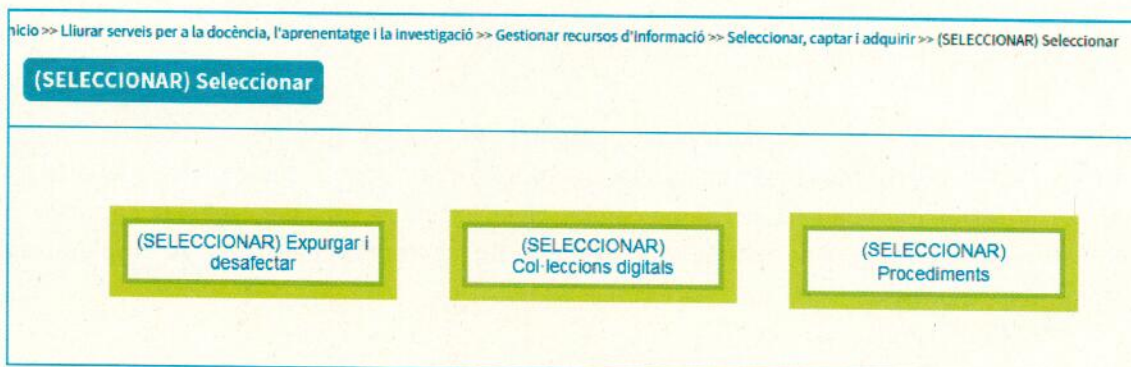 nicio >> Lliurar serveis per a la docència, l'aprenentatge i la investigació >> Gestionar recursos d'Informació >> Seleccionar, captar i adquirir >> (SELECCIONAR) Seleccionar
(SELECCIONAR) Seleccionar
(SELECCIONAR) Expurgar i
desafectar
(SELECCIONAR)
Col·leccions digitals
(SELECCIONAR)
Procediments